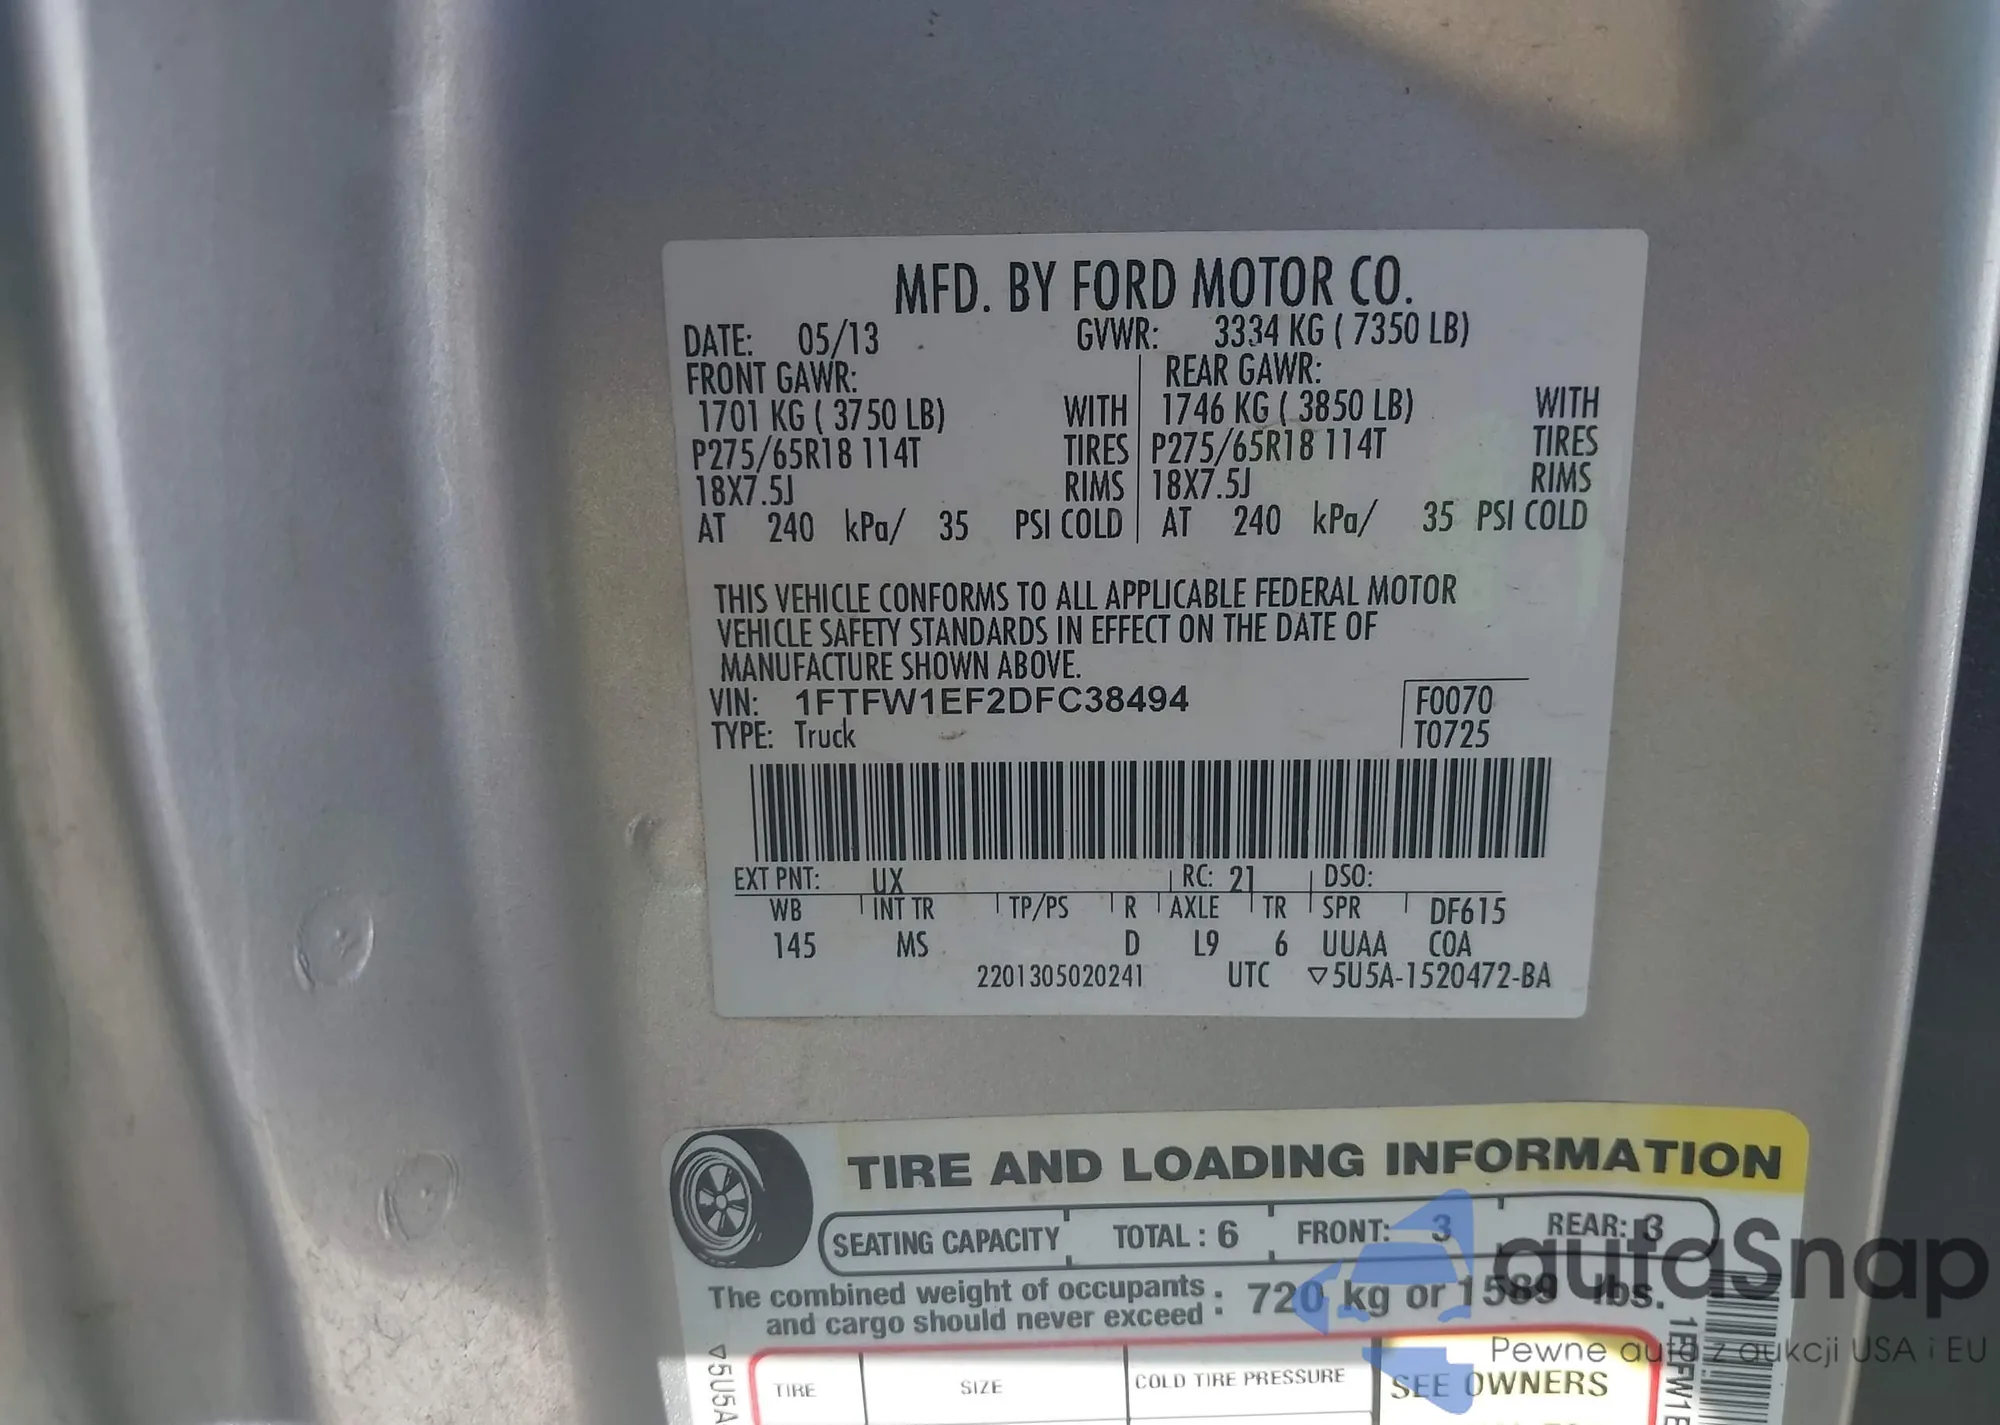 MFD. BY FORD MOTOR CO.
DATE: 05/13 GVWR: 3334 KG ( 7350 LB)
FRONT GAWR: REAR GAWR:
1701 KG ( 3750 LB) WITH 1746 KG ( 3850 LB) WITH
P275/65R18 114T TIRES P275/65R18 114T TIRES
18X7.5J RIMS 18X7.5J RIMS
AT 240 kPa/ 35 PSI COLD AT 240 kPa/ 35 PSI COLD
THIS VEHICLE CONFORMS TO ALL APPLICABLE FEDERAL MOTOR
VEHICLE SAFETY STANDARDS IN EFFECT ON THE DATE OF
MANUFACTURE SHOWN ABOVE.
VIN: 1FTFW1EF2DFC38494 F0070
TYPE: Truck T0725
EXT PNT: UX RC: 21 DSO:
WB INT TR TP/PS R AXLE TR SPR DF615
145 MS D L9 6 UUAA COA
2201305020241 UTC ▽5U5A-1520472-BA
TIRE AND LOADING INFORMATION
SEATING CAPACITY TOTAL : 6 FRONT: 3 REAR: 3
The combined weight of occupants
and cargo should never exceed : 720 kg or 1589 lbs.
TIRE SIZE COLD TIRE PRESSURE SEE OWNERS
▽5U5A
1FTFW1E
autaSnap
Pewne auta z aukcji USA i EU